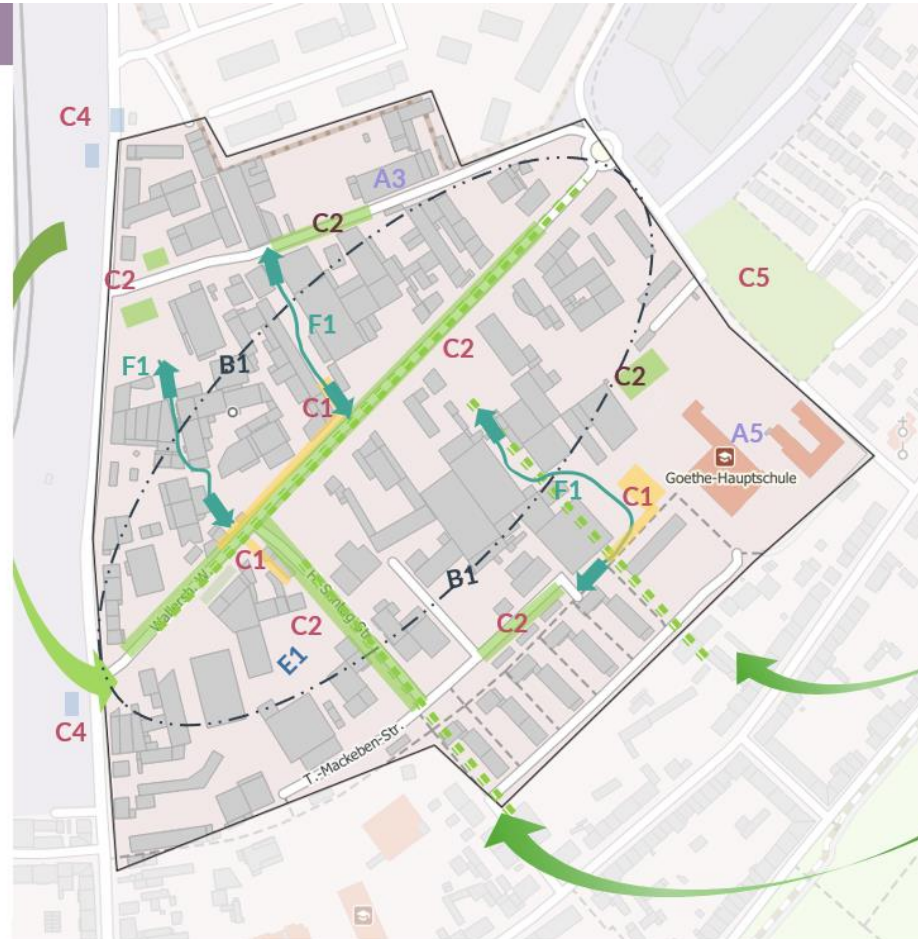 C4
A3
C2
C2
C5
F1
C2
F1
B1
C2
C1
A5
Goethe-Hauptschule
F1
C1
C1
B1
Wallersh. W.
H.-Sontag-Str.
C2
C2
E1
C4
T.-Mackeben-Str.